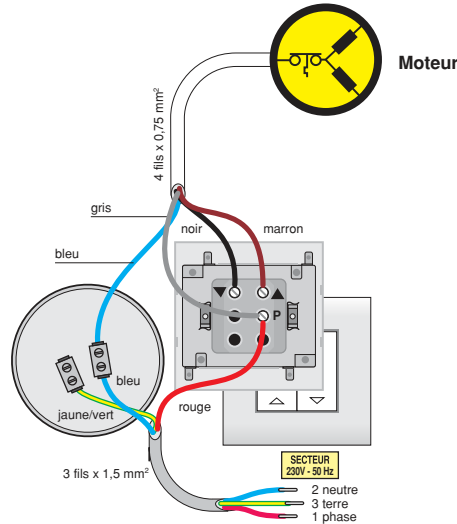 Moteur
4 fils x 0,75 mm²
gris
noir
marron
bleu
P
bleu
jaune/vert
rouge
3 fils x 1,5 mm²
SECTEUR
230V - 50 Hz
2 neutre
3 terre
1 phase